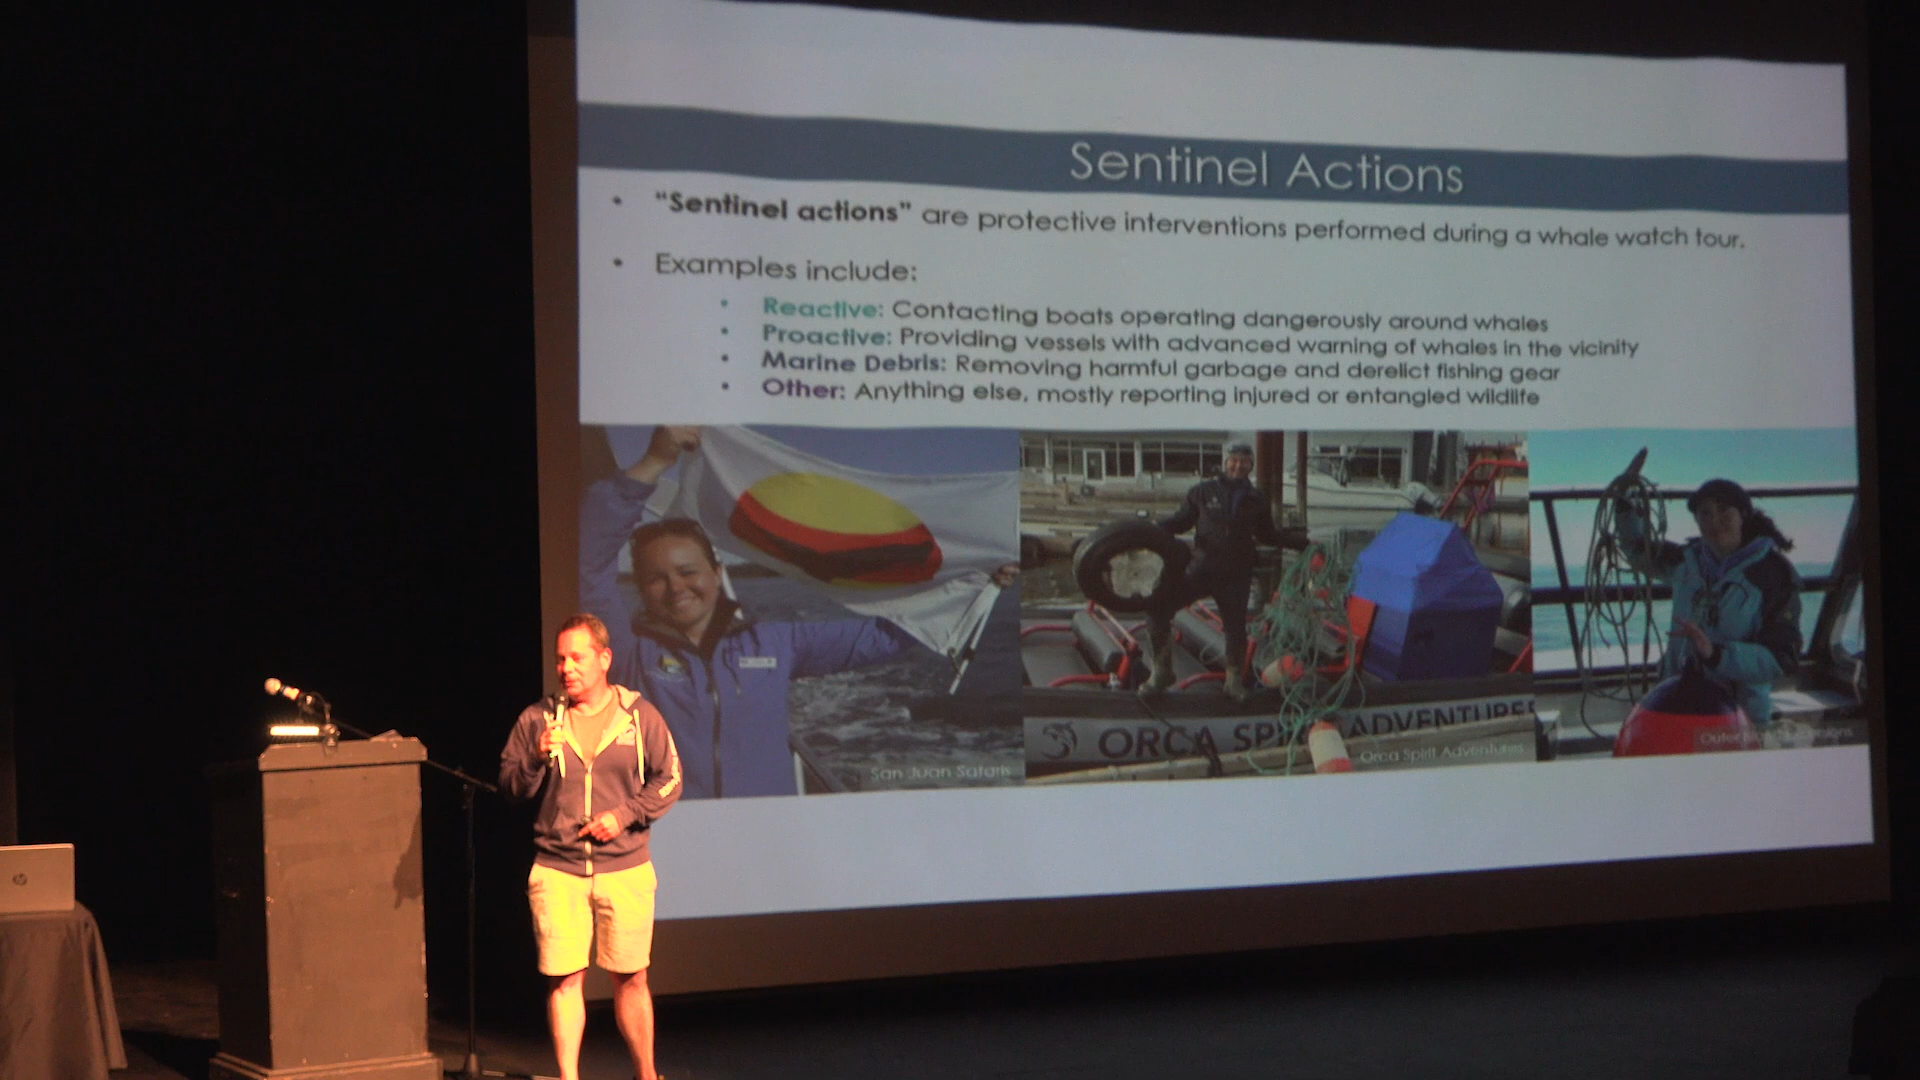 Sentinel Actions
• “Sentinel actions” are protective interventions performed during a whale watch tour.
• Examples include:
• Reactive: Contacting boats operating dangerously around whales
• Proactive: Providing vessels with advanced warning of whales in the vicinity
• Marine Debris: Removing harmful garbage and derelict fishing gear
• Other: Anything else, mostly reporting injured or entangled wildlife
San Juan Safaris
ORCA ADVENTURES
Orca Spirit Adventures
hp